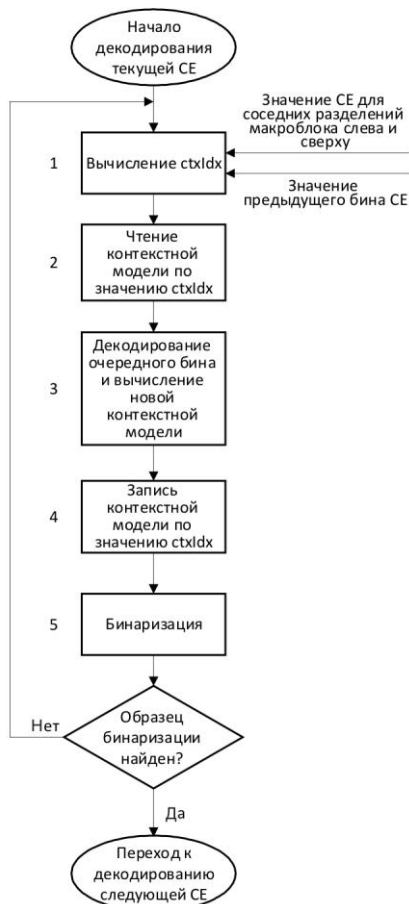 Начало
декодирования
текущей СЕ
Значение СЕ для
соседних разделений
макроблока слева и
сверху
1
Вычисление ctxIdx
Значение
предыдущего бина СЕ
2
Чтение
контекстной
модели по
значению ctxIdx
3
Декодирование
очередного бина
и вычисление
новой
контекстной
модели
4
Запись
контекстной
модели по
значению ctxIdx
5
Бинаризация
Нет
Образец
бинаризации
найден?
Да
Переход к
декодированию
следующей СЕ